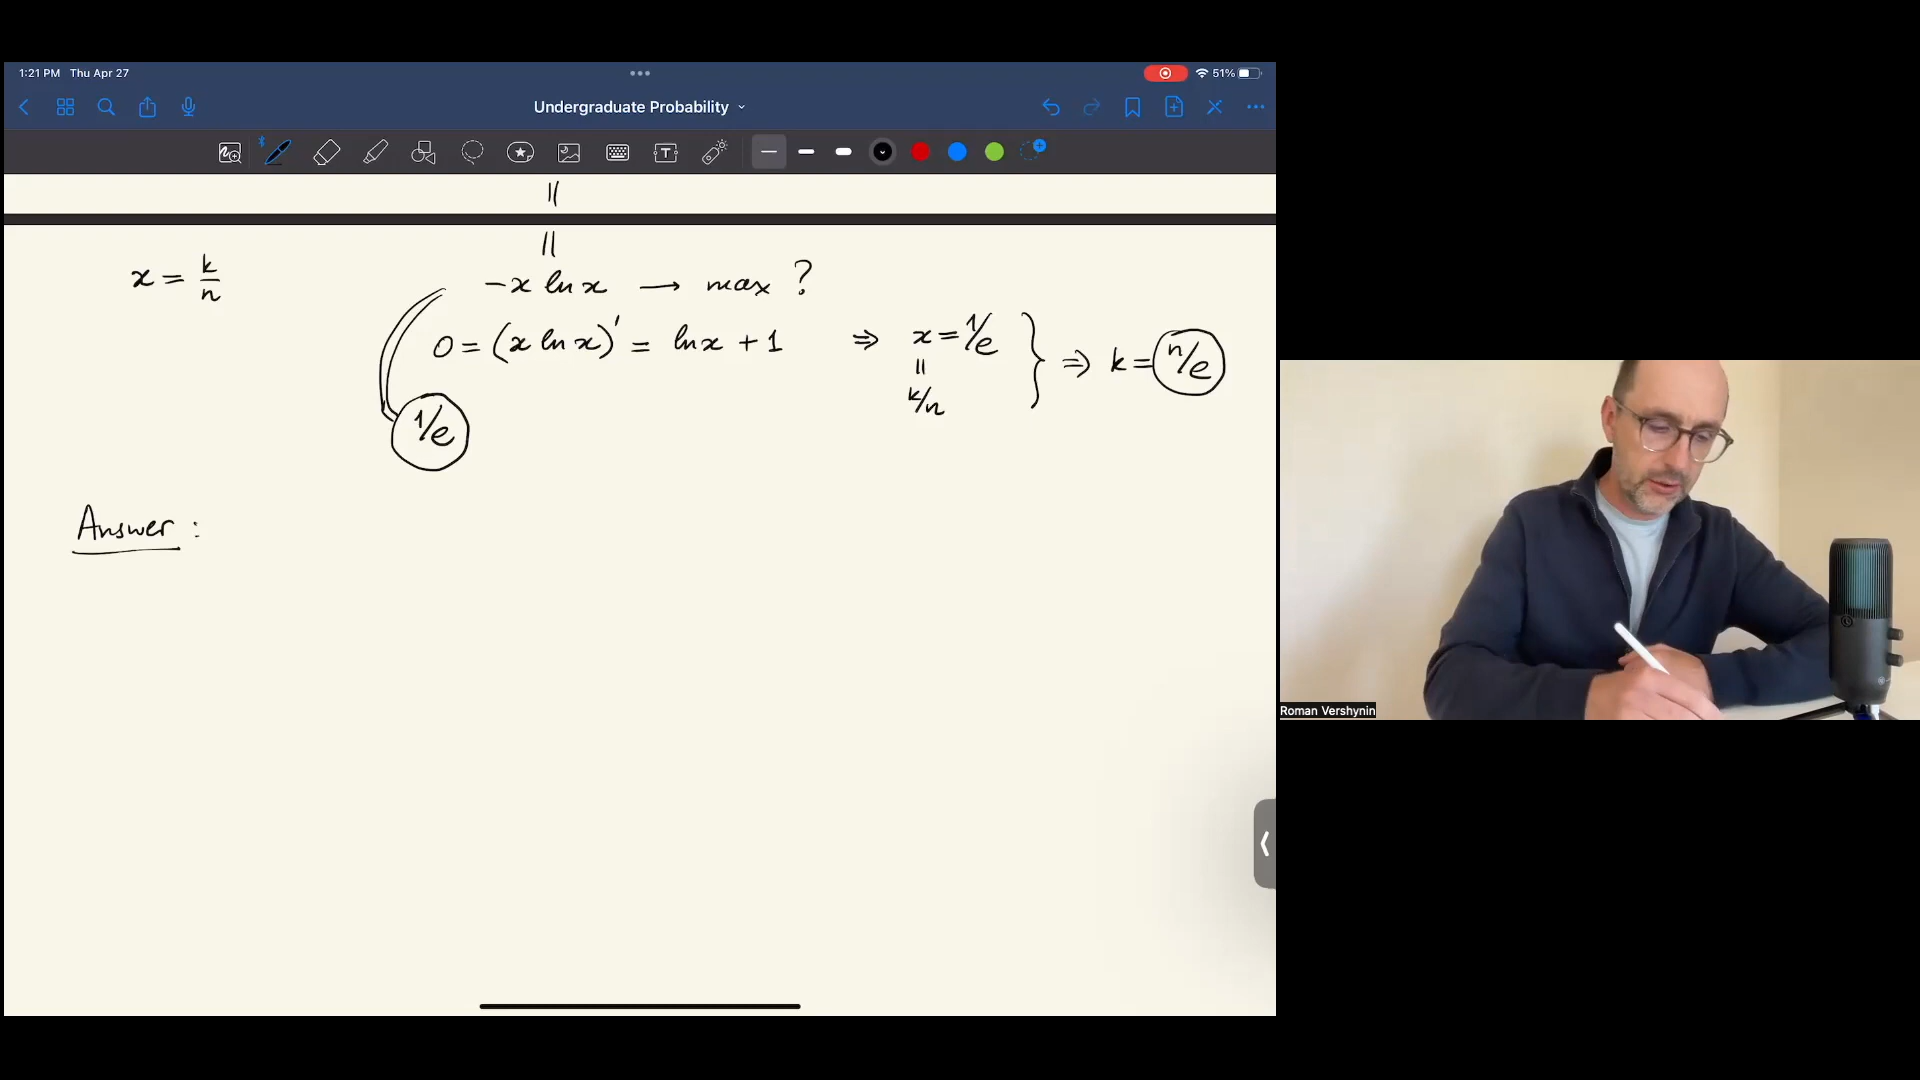 1:21 PM Thu Apr 27
51%
Undergraduate Probability
=
=
x = k/n
-x ln x → max ?
0 = (x ln x)' = ln x + 1 ⇒ x = 1/e } ⇒ k = n/e
=
k/n
1/e
Answer :
Roman Vershynin